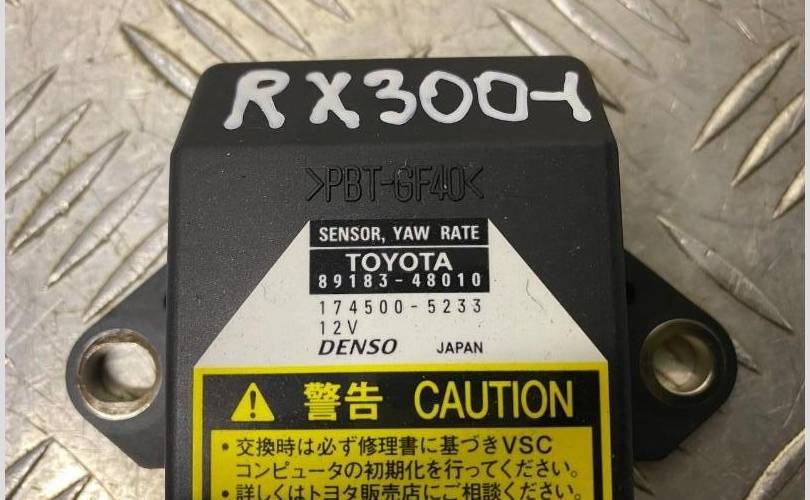 RX300-1
>PBT-GF40<
SENSOR, YAW RATE
TOYOTA
89183-48010
174500-5233
12V
DENSO JAPAN
警告 CAUTION
・交換時は必ず修理書に基づきVSC
コンピュータの初期化を行ってください。
・詳しくはトヨタ販売店にご相談ください。